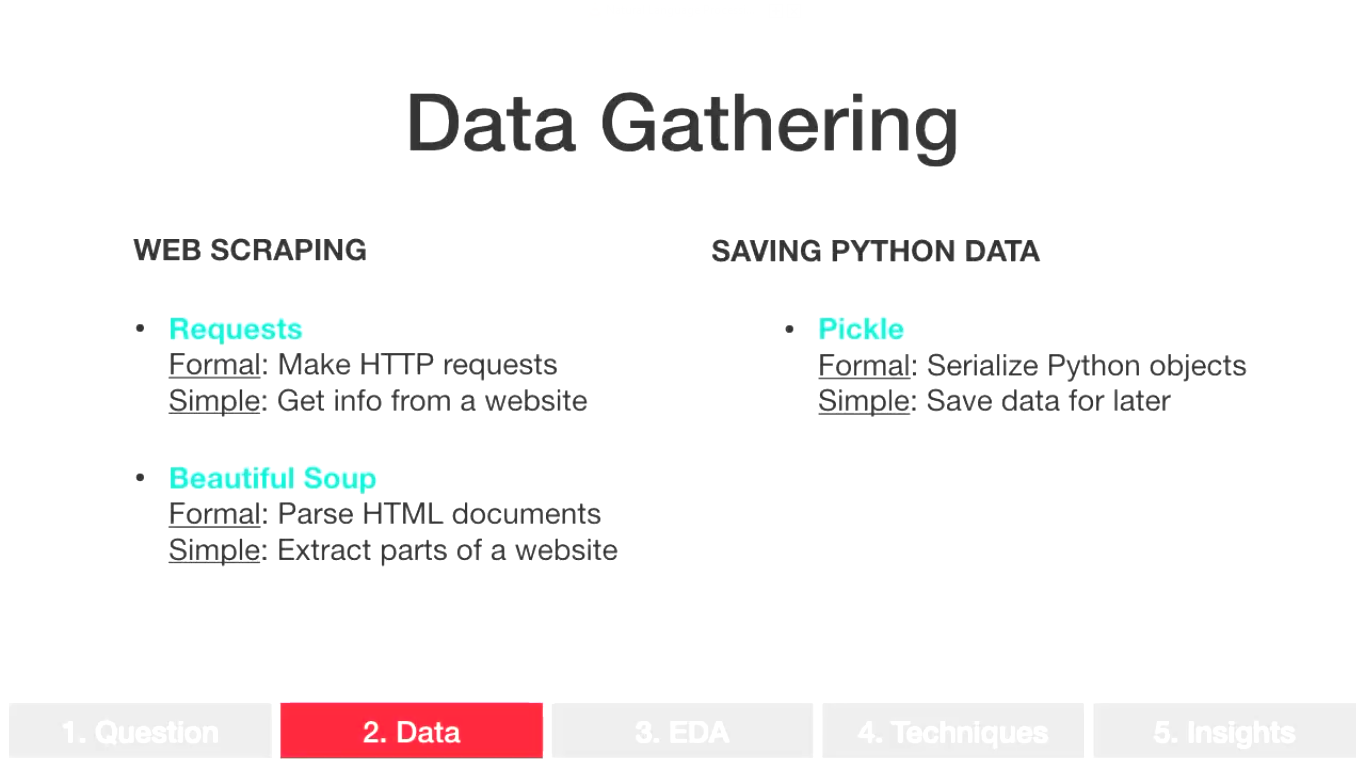 Data Gathering
WEB SCRAPING
• Requests
Formal: Make HTTP requests
Simple: Get info from a website
• Beautiful Soup
Formal: Parse HTML documents
Simple: Extract parts of a website
SAVING PYTHON DATA
• Pickle
Formal: Serialize Python objects
Simple: Save data for later
1. Question
2. Data
3. EDA
4. Techniques
5. Insights